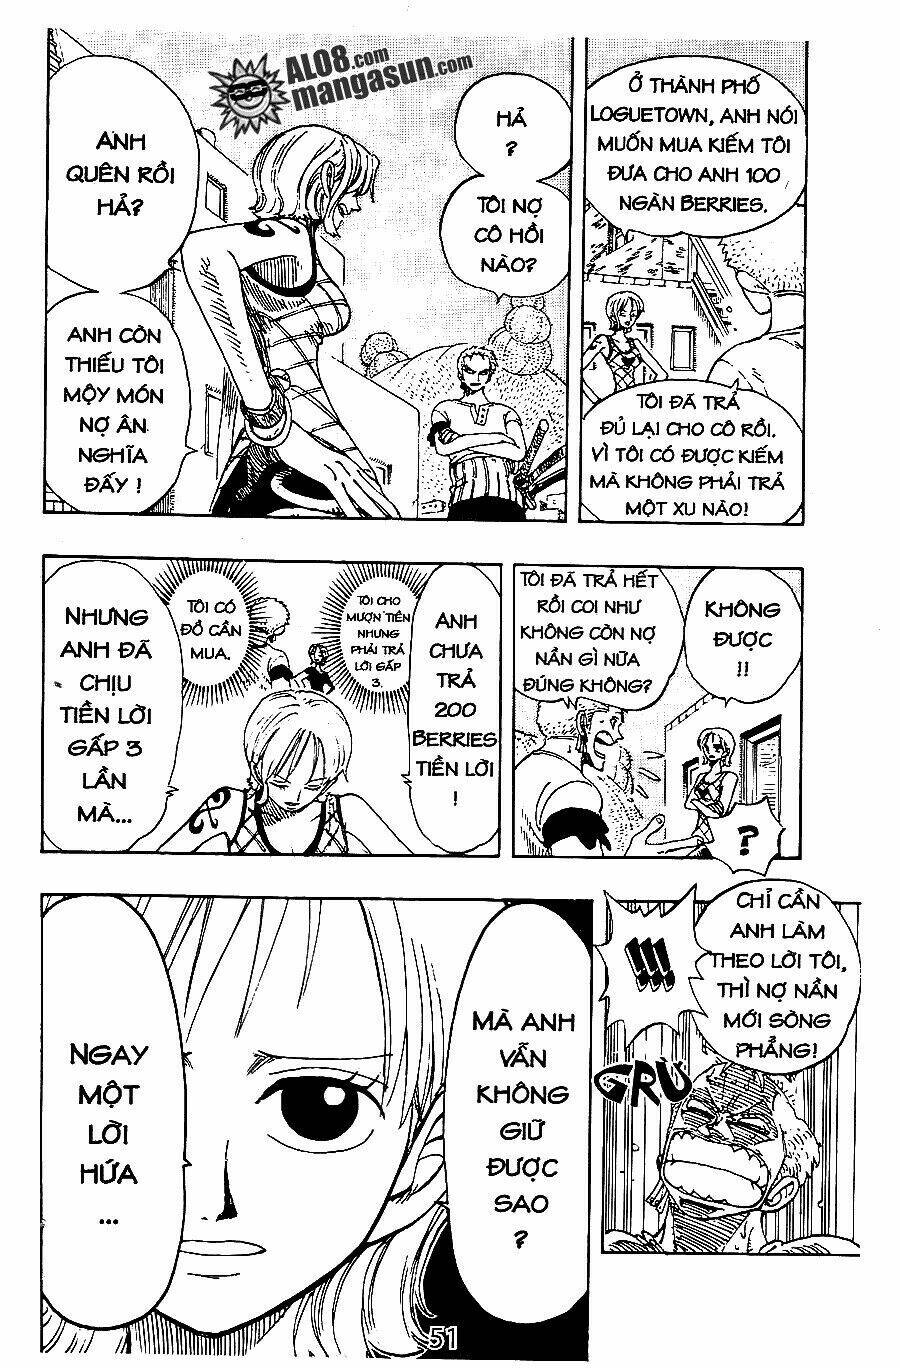 ALO8.com
mangasun.com
Ở THÀNH PHỐ
LOGUETOWN, ANH NÓI
MUỐN MUA KIẾM TÔI
ĐƯA CHO ANH 100
NGÀN BERRIES.
TÔI ĐÃ TRẢ
ĐỦ LẠI CHO CÔ RỒI.
VÌ TÔI CÓ ĐƯỢC KIẾM
MÀ KHÔNG PHẢI TRẢ
MỘT XU NÀO!
HẢ
?
TÔI NỢ
CÔ HỒI
NÀO?
ANH
QUÊN RỒI
HẢ?
ANH CÒN
THIẾU TÔI
MỘY MÓN
NỢ ÂN
NGHĨA
ĐẤY !
KHÔNG
ĐƯỢC
!!
TÔI ĐÃ TRẢ HẾT
RỒI COI NHƯ
KHÔNG CÒN NỢ
NẦN GÌ NỮA
ĐÚNG KHÔNG?
ANH
CHƯA
TRẢ
200
BERRIES
TIỀN LỜI
!
TÔI CHO
MƯỢN TIỀN
NHƯNG
PHẢI TRẢ
LỜI GẤP
3.
TÔI CÓ
ĐỒ CẦN
MUA.
NHƯNG
ANH ĐÃ
CHỊU
TIỀN LỜI
GẤP 3
LẦN
MÀ...
?
CHỈ CẦN
ANH LÀM
THEO LỜI TÔI,
THÌ NỢ NẦN
MỚI SÒNG
PHẲNG!
!!!
GRỪ
MÀ ANH
VẪN
KHÔNG
GIỮ
ĐƯỢC
SAO
?
NGAY
MỘT
LỜI
HỨA
...
51